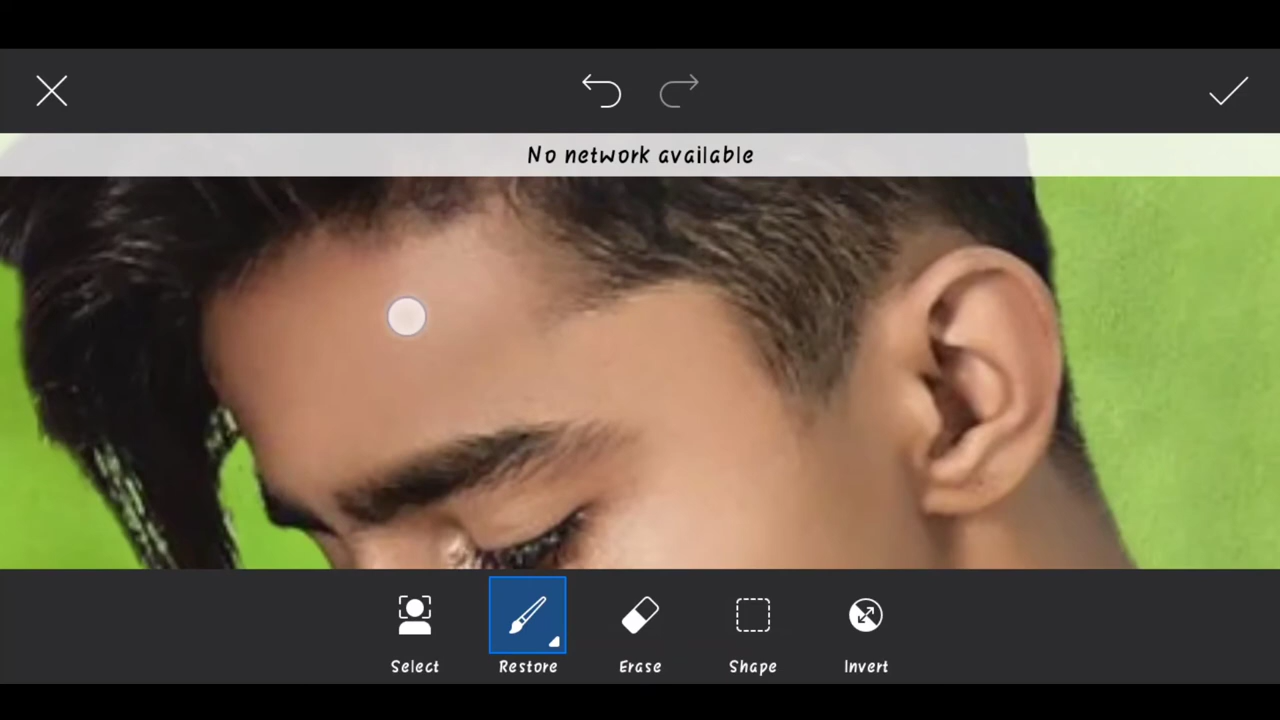 No network available
Select
Restore
Erase
Shape
Invert